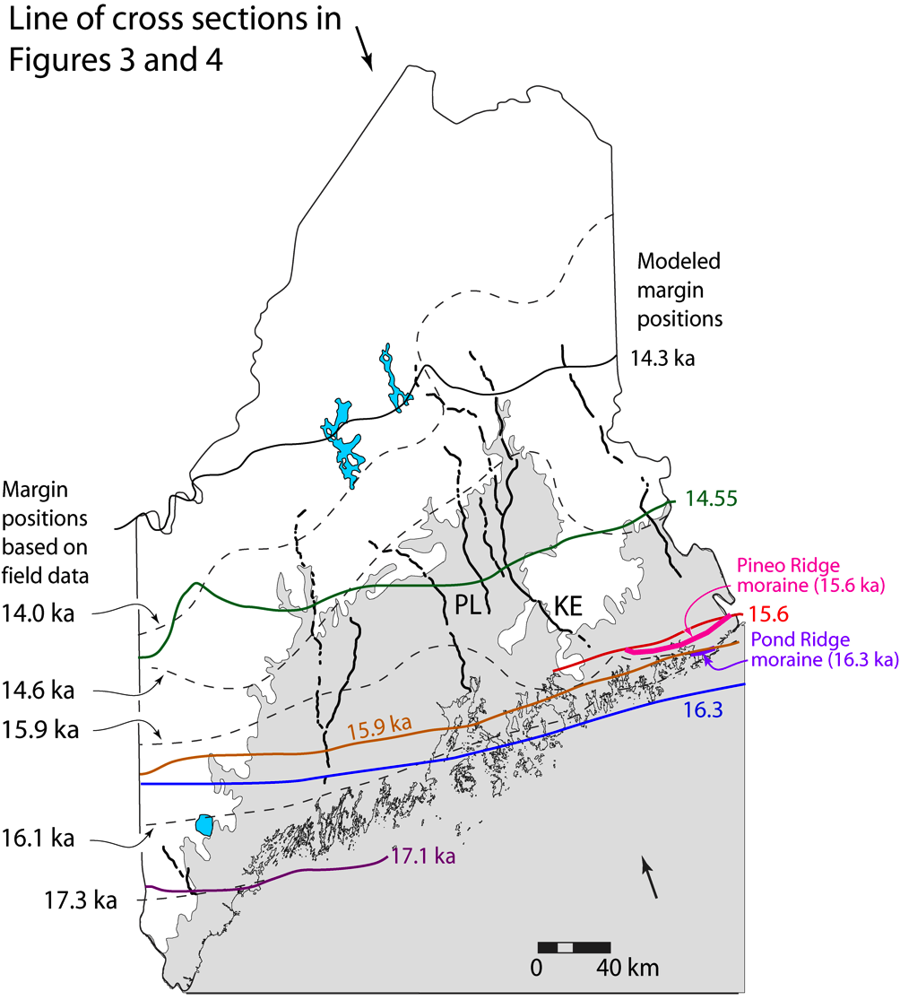 Line of cross sections in
Figures 3 and 4
Modeled
margin
positions
14.3 ka
Margin
positions
based on
field data
14.55
Pineo Ridge
moraine (15.6 ka)
PL
KE
15.6
14.0 ka
Pond Ridge
moraine (16.3 ka)
14.6 ka
16.3
15.9 ka
15.9 ka
16.1 ka
17.1 ka
17.3 ka
0 40 km